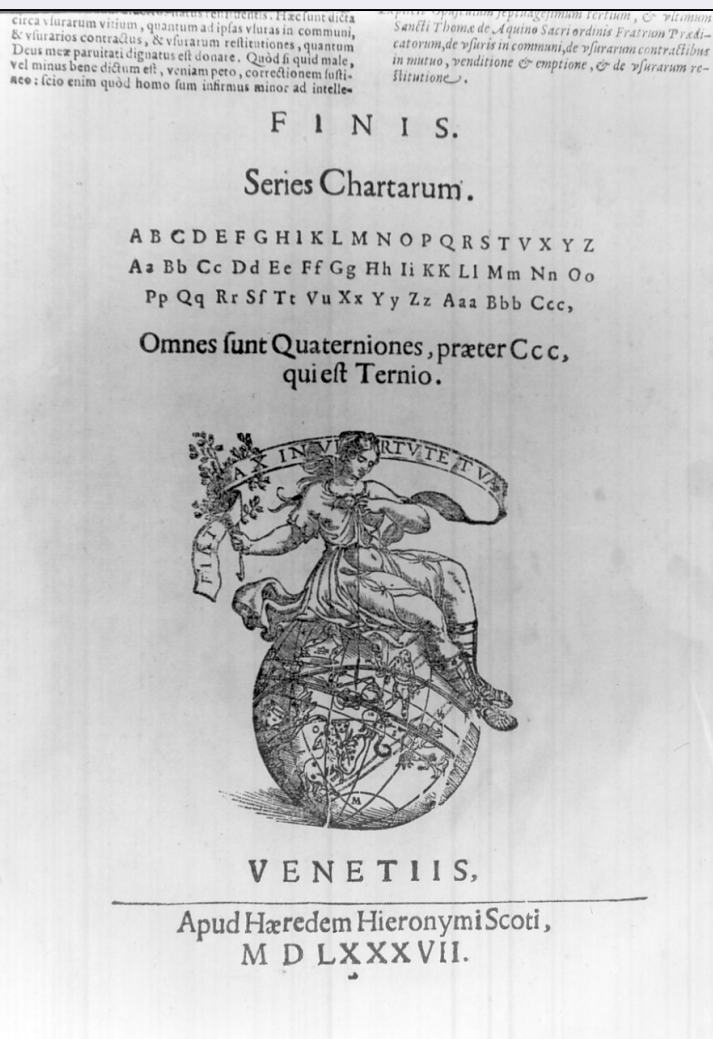 circa vſurarum vitium, quantum ad ipſas vſuras in communi,
& vſurarios contractus, & vſurarum reſtitutiones, quantum
Deus meæ paruitati dignatus eſt donare. Quòd ſi quid male,
vel minus bene dictum eſt, veniam peto, correctionem ſuſti-
neo: ſcio enim quòd homo ſum infirmus minor ad intelle-
Opuſculum ſeptuageſimum tertium, & vltimum
Sancti Thomæ de Aquino Sacri ordinis Fratrum Prædi-
catorum, de vſuris in communi, de vſurarum contractibus
in mutuo, venditione & emptione, & de vſurarum re-
ſtitutione.
F I N I S.
Series Chartarum.
A B C D E F G H I K L M N O P Q R S T V X Y Z
Aa Bb Cc Dd Ee Ff Gg Hh Ii KK Ll Mm Nn Oo
Pp Qq Rr Sſ Tt Vu Xx Yy Zz Aaa Bbb Ccc,
Omnes ſunt Quaterniones, præter Ccc,
qui eſt Ternio.
FIAT PAX IN VIRTVTE TVA
M
V E N E T I I S,
Apud Hæredem Hieronymi Scoti,
M D LXXXVII.